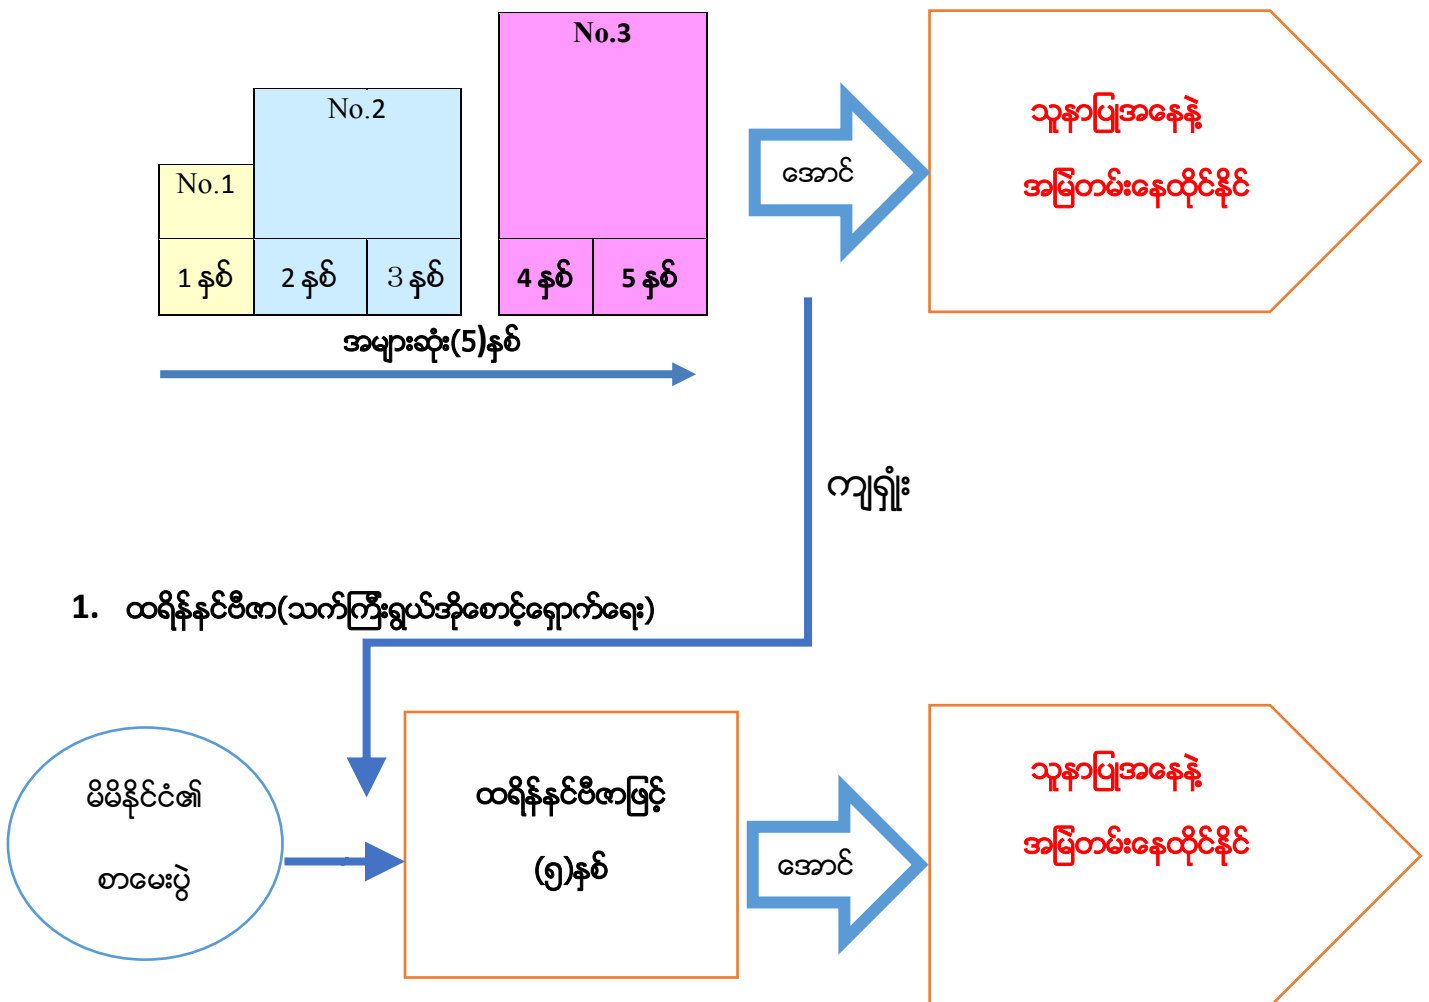 No.3
No.2
No.1
1 နှစ်
2 နှစ်
3 နှစ်
4 နှစ်
5 နှစ်
အများဆုံး(5)နှစ်
အောင်
သူနာပြုအနေနဲ့
အမြဲတမ်းနေထိုင်နိုင်
ကျရှုံး
1. ထရိန်နင်ဗီဇာ(သက်ကြီးရွယ်အိုစောင့်ရှောက်ရေး)
မိမိနိုင်ငံ၏
စာမေးပွဲ
ထရိန်နင်ဗီဇာဖြင့်
(၅)နှစ်
အောင်
သူနာပြုအနေနဲ့
အမြဲတမ်းနေထိုင်နိုင်